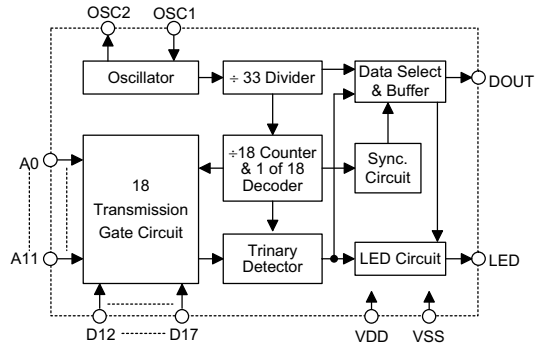 OSC2
OSC1
Oscillator
÷ 33 Divider
Data Select
& Buffer
DOUT
A0
18
Transmission
Gate Circuit
÷18 Counter
& 1 of 18
Decoder
Sync.
Circuit
A11
Trinary
Detector
LED Circuit
LED
D12
D17
VDD
VSS